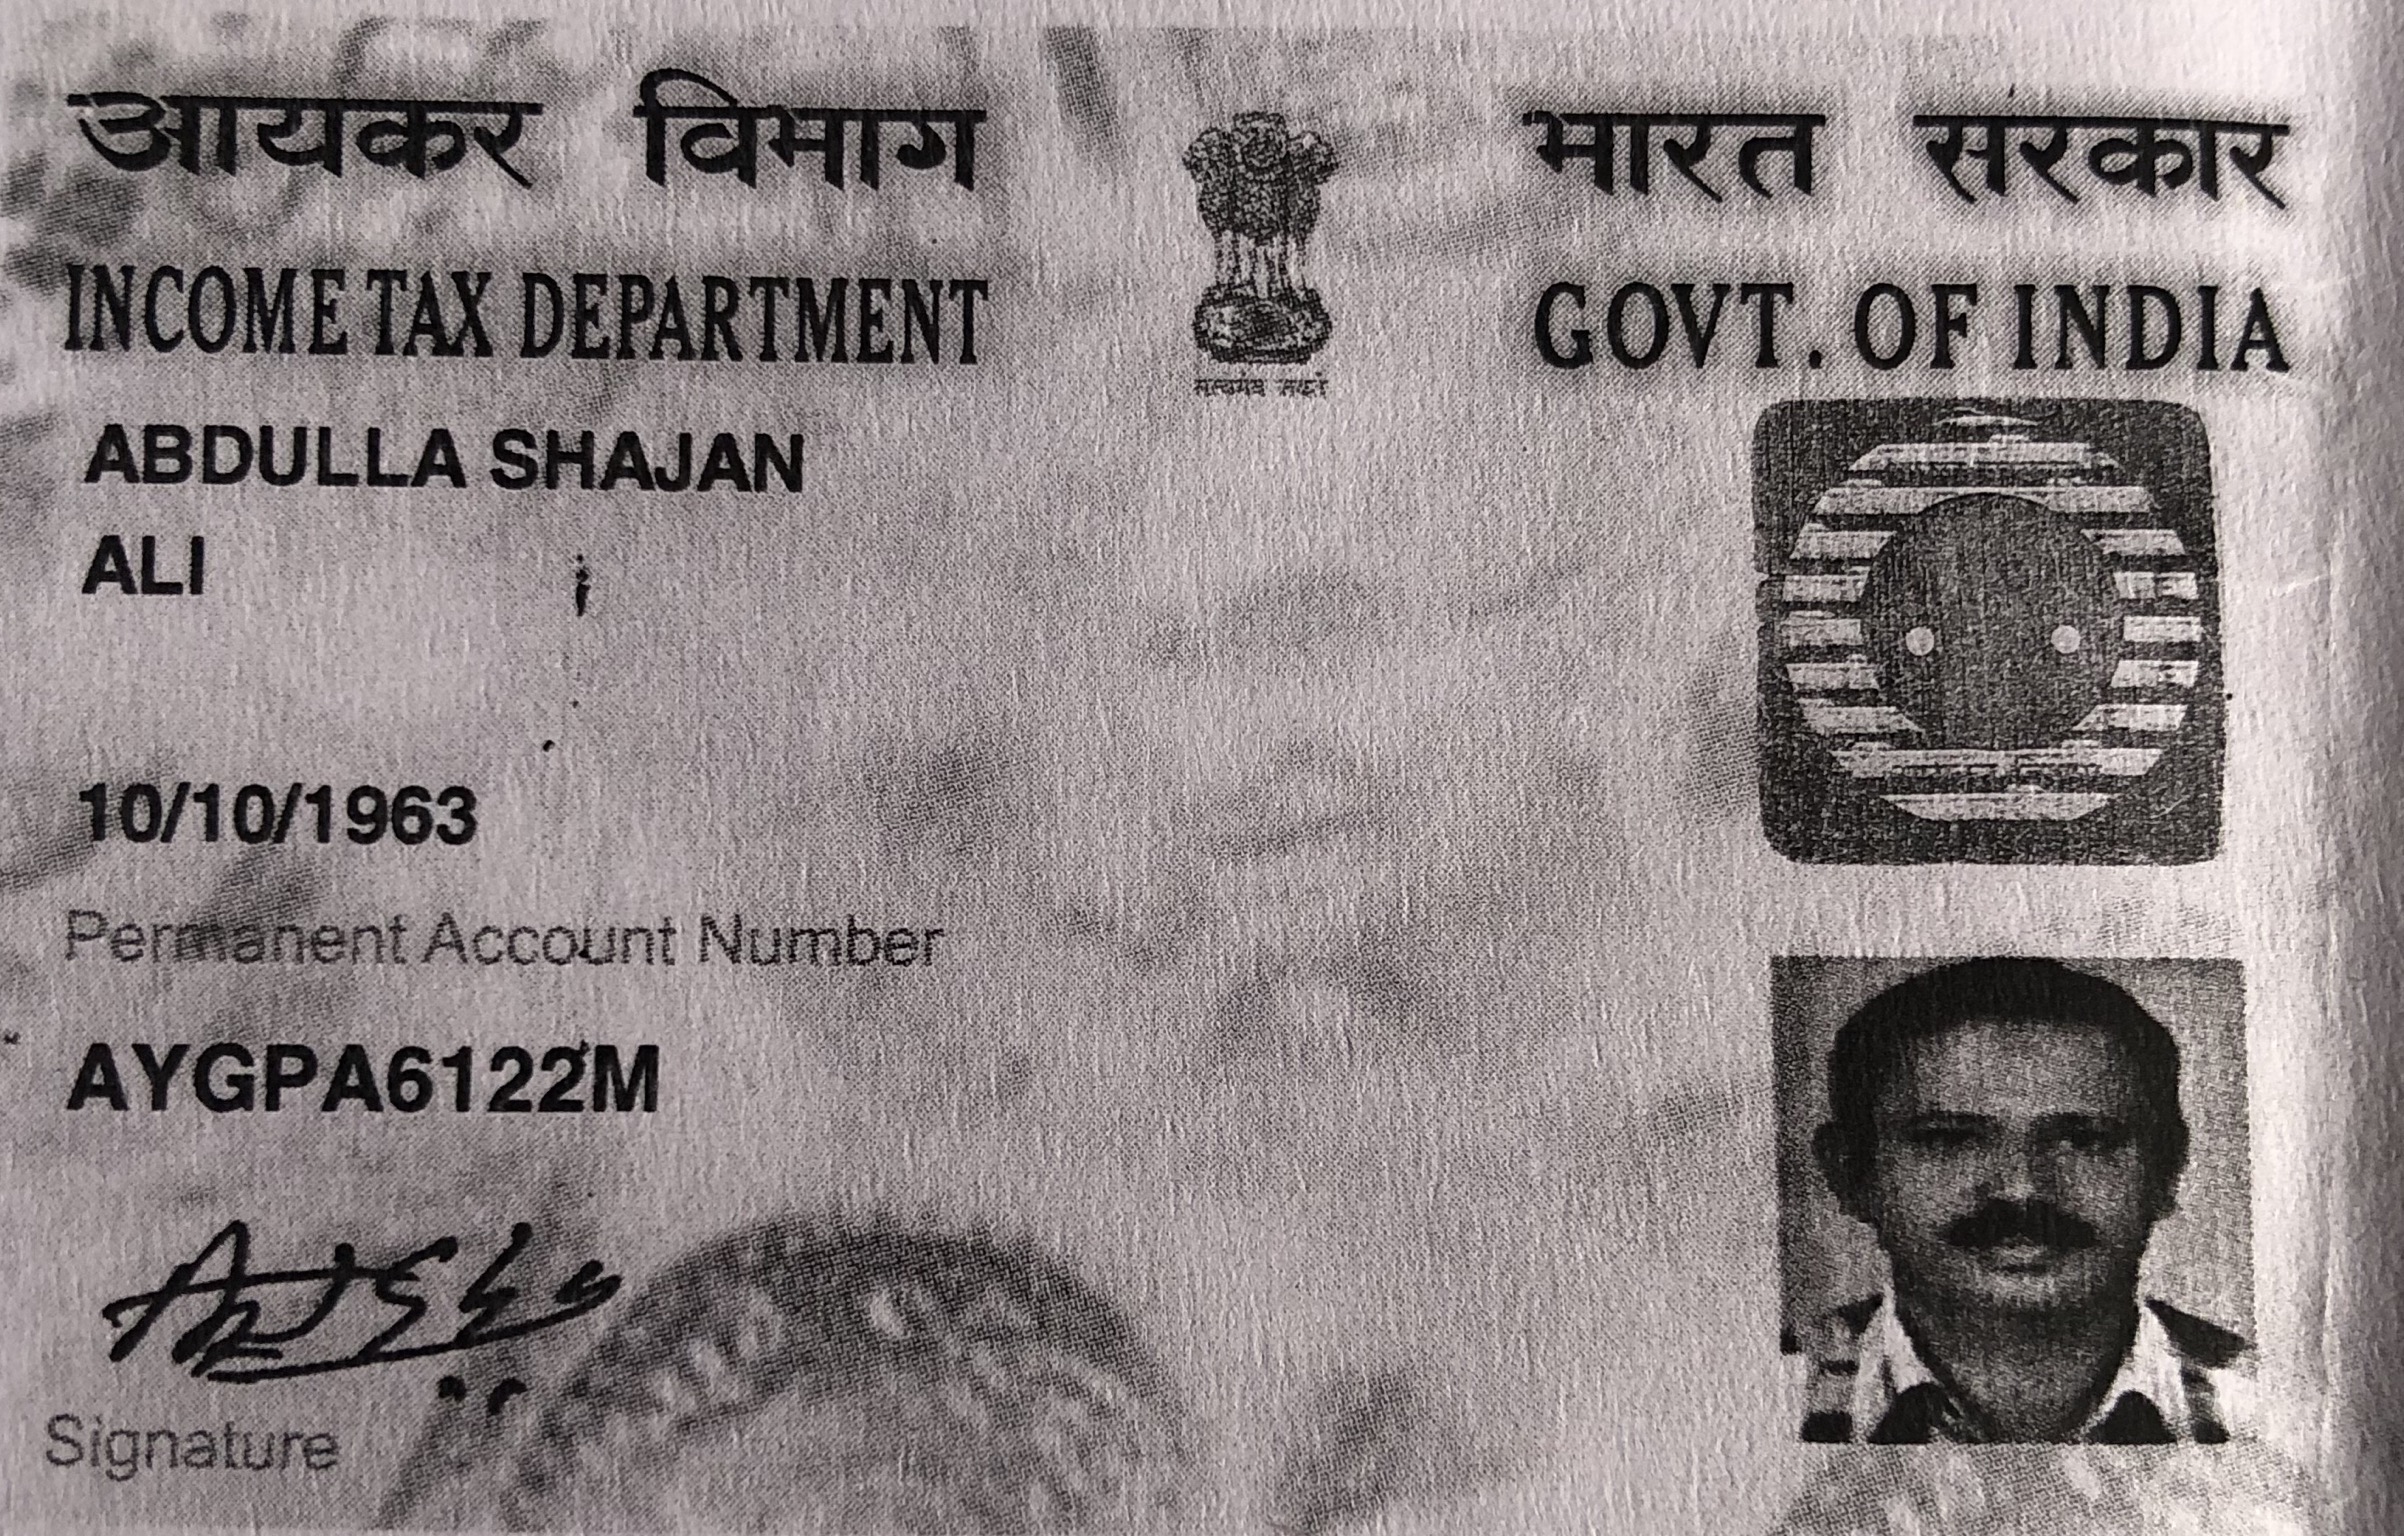 आयकर विभाग
भारत सरकार
INCOME TAX DEPARTMENT
GOVT. OF INDIA
सत्यमेव जयते
ABDULLA SHAJAN
ALI
10/10/1963
Permanent Account Number
AYGPA6122M
Signature